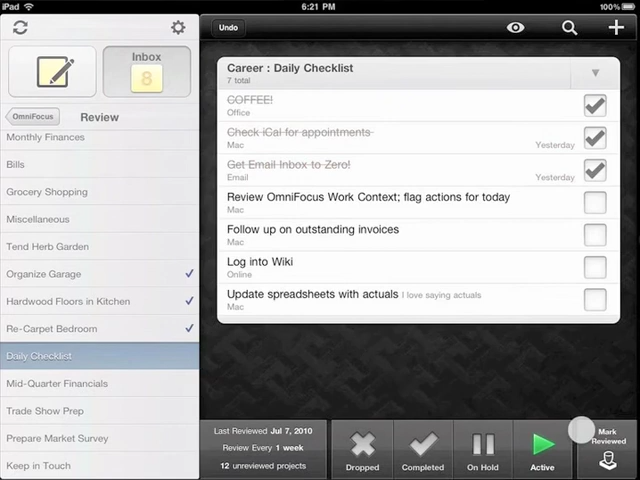 iPad
6:21 PM
100%
Inbox
8
OmniFocus
Review
Monthly Finances
Bills
Grocery Shopping
Miscellaneous
Tend Herb Garden
Organize Garage
Hardwood Floors in Kitchen
Re-Carpet Bedroom
Daily Checklist
Mid-Quarter Financials
Trade Show Prep
Prepare Market Survey
Keep in Touch
Undo
Career : Daily Checklist
7 total
COFFEE!
Office
Check iCal for appointments
Mac
Yesterday
Get Email Inbox to Zero!
Email
Yesterday
Review OmniFocus Work Context; flag actions for today
Mac
Follow up on outstanding invoices
Mac
Log into Wiki
Online
Update spreadsheets with actuals I love saying actuals
Mac
Last Reviewed Jul 7, 2010
Review Every 1 week
12 unreviewed projects
Dropped
Completed
On Hold
Active
Mark
Reviewed